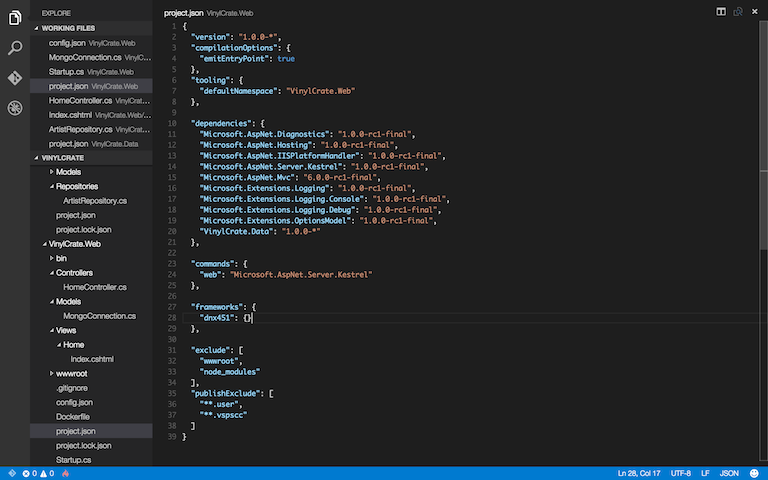 EXPLORE
WORKING FILES
config.json VinylCrate.Web
MongoConnection.cs VinylC...
Startup.cs VinylCrate.Web
project.json VinylCrate.Web
HomeController.cs VinylCrat...
Index.cshtml VinylCrate.Web/...
ArtistRepository.cs VinylCrat...
project.json VinylCrate.Data
VINYLCRATE
Models
Repositories
ArtistRepository.cs
project.json
project.lock.json
VinylCrate.Web
bin
Controllers
HomeController.cs
Models
MongoConnection.cs
Views
Home
Index.cshtml
wwwroot
.gitignore
config.json
Dockerfile
project.json
project.lock.json
Startup.cs
project.json VinylCrate.Web
1 {
2 "version": "1.0.0-*",
3 "compilationOptions": {
4 "emitEntryPoint": true
5 },
6 "tooling": {
7 "defaultNamespace": "VinylCrate.Web"
8 },
9
10 "dependencies": {
11 "Microsoft.AspNet.Diagnostics": "1.0.0-rc1-final",
12 "Microsoft.AspNet.Hosting": "1.0.0-rc1-final",
13 "Microsoft.AspNet.IISPlatformHandler": "1.0.0-rc1-final",
14 "Microsoft.AspNet.Server.Kestrel": "1.0.0-rc1-final",
15 "Microsoft.AspNet.Mvc": "6.0.0-rc1-final",
16 "Microsoft.Extensions.Logging": "1.0.0-rc1-final",
17 "Microsoft.Extensions.Logging.Console": "1.0.0-rc1-final",
18 "Microsoft.Extensions.Logging.Debug": "1.0.0-rc1-final",
19 "Microsoft.Extensions.OptionsModel": "1.0.0-rc1-final",
20 "VinylCrate.Data": "1.0.0-*"
21 },
22
23 "commands": {
24 "web": "Microsoft.AspNet.Server.Kestrel"
25 },
26
27 "frameworks": {
28 "dnx451": {}
29 },
30
31 "exclude": [
32 "wwwroot",
33 "node_modules"
34 ],
35 "publishExclude": [
36 "**.user",
37 "**.vspscc"
38 ]
39 }
0 0
Ln 28, Col 17 UTF-8 LF JSON